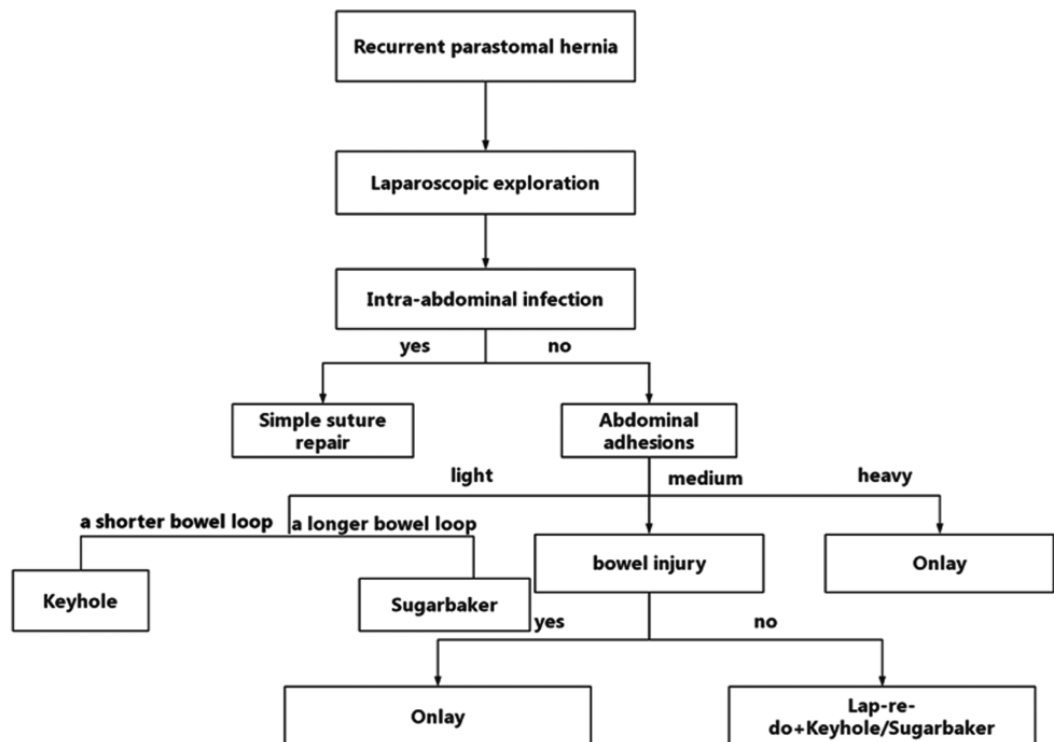 Recurrent parastomal hernia
Laparoscopic exploration
Intra-abdominal infection
yes
no
Simple suture
repair
Abdominal
adhesions
light
medium
heavy
a shorter bowel loop
a longer bowel loop
bowel injury
Onlay
Keyhole
Sugarbaker
yes
no
Onlay
Lap-re-
do+Keyhole/Sugarbaker